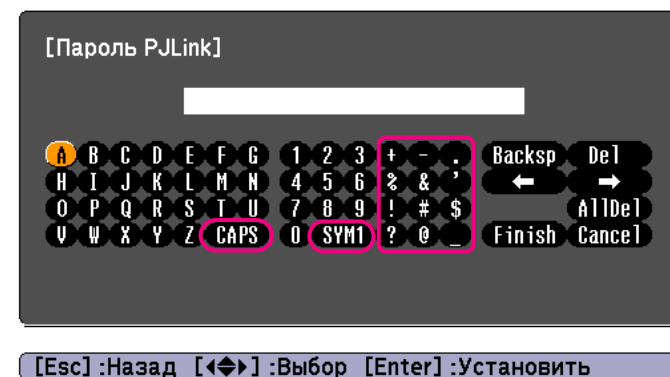 [Пароль PJLink]
A B C D E F G 1 2 3 + - . Backsp Del
H I J K L M N 4 5 6 % & ’ ← →
O P Q R S T U 7 8 9 ! # $ AllDel
V W X Y Z CAPS 0 SYM1 ? @ _ Finish Cancel
[Esc] :Назад [◀◆▶] :Выбор [Enter] :Установить